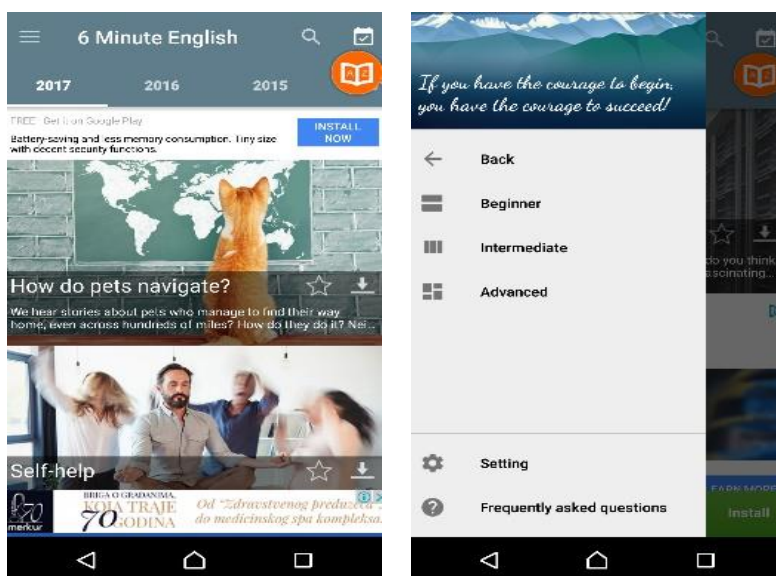 6 Minute English
2017 2016 2015
FREE Get it on Google Play
Battery-saving and less memory consumption. Tiny size
with decent security functions.
INSTALL
NOW
How do pets navigate?
We hear stories about pets who manage to find their way
home, even across hundreds of miles? How do they do it? Nei...
Self-help
70
merkur
BRIGA O GRAĐANIMA,
KOJA TRAJE
70 GODINA
Od "Zdravstvenog preduzeća",
do medicinskog spa kompleksa.
If you have the courage to begin,
you have the courage to succeed!
Back
Beginner
Intermediate
Advanced
Setting
Frequently asked questions
do you think
ascinating...
EARN MORE
Install